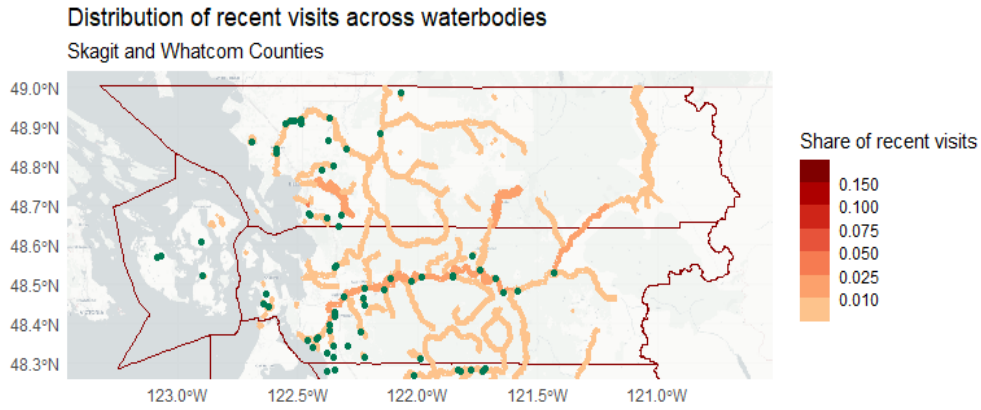 Distribution of recent visits across waterbodies
Skagit and Whatcom Counties
49.0°N
48.9°N
48.8°N
48.7°N
48.6°N
48.5°N
48.4°N
48.3°N
123.0°W
122.5°W
122.0°W
121.5°W
121.0°W
Share of recent visits
0.150
0.100
0.075
0.050
0.025
0.010